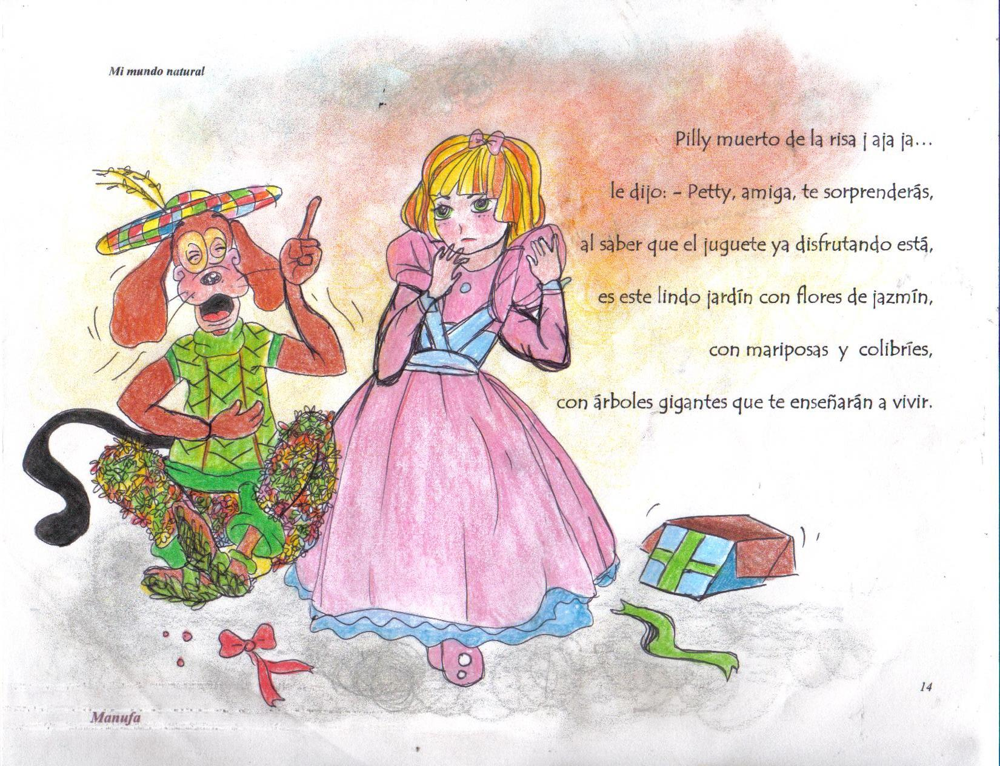 Mi mundo natural
Pilly muerto de la risa j aja ja...
le dijo: - Petty, amiga, te sorprenderás,
al saber que el juguete ya disfrutando está,
es este lindo jardín con flores de jazmín,
con mariposas y colibríes,
con árboles gigantes que te enseñarán a vivir.
14
Manufa